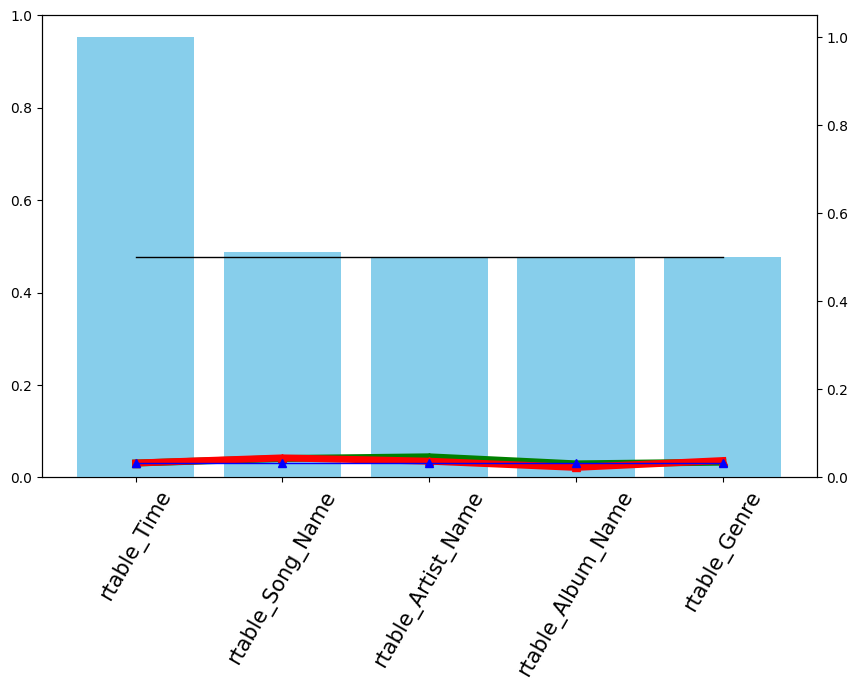 1.0
0.8
0.6
0.4
0.2
0.0
1.0
0.8
0.6
0.4
0.2
0.0
rtable_Time
rtable_Song_Name
rtable_Artist_Name
rtable_Album_Name
rtable_Genre